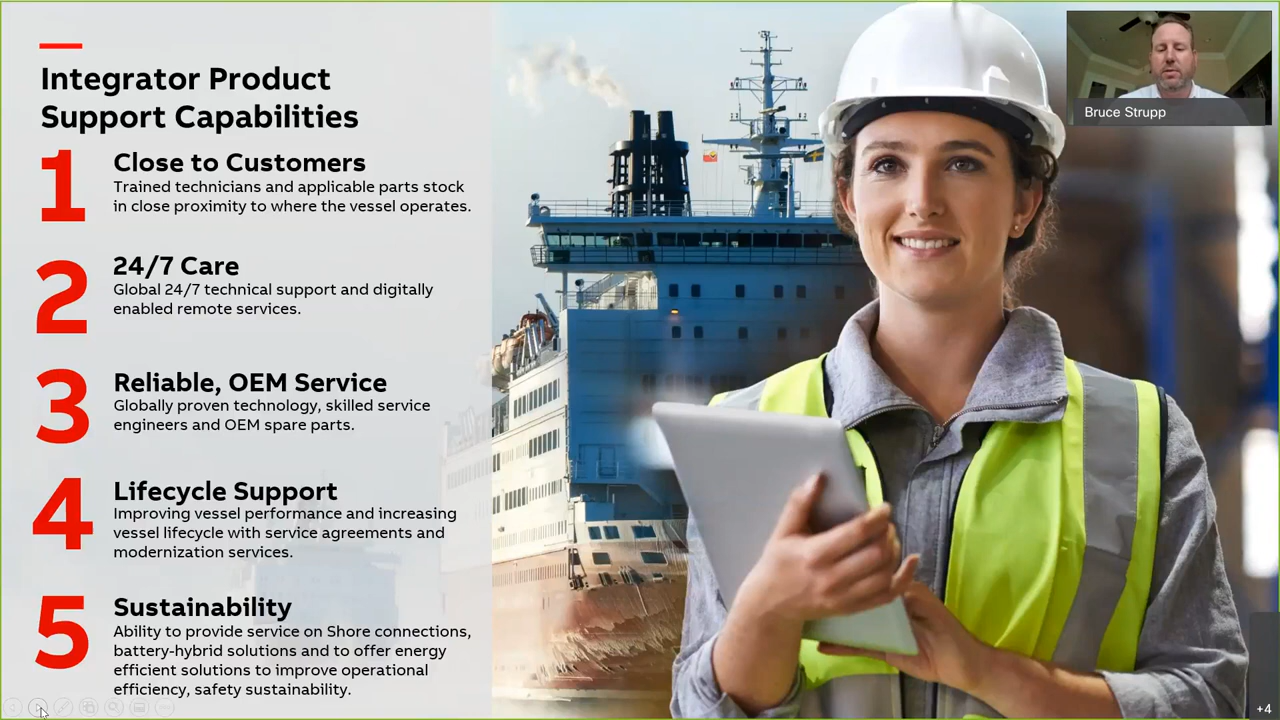 Integrator Product
Support Capabilities
1
Close to Customers
Trained technicians and applicable parts stock
in close proximity to where the vessel operates.
2
24/7 Care
Global 24/7 technical support and digitally
enabled remote services.
3
Reliable, OEM Service
Globally proven technology, skilled service
engineers and OEM spare parts.
4
Lifecycle Support
Improving vessel performance and increasing
vessel lifecycle with service agreements and
modernization services.
5
Sustainability
Ability to provide service on Shore connections,
battery-hybrid solutions and to offer energy
efficient solutions to improve operational
efficiency, safety sustainability.
Bruce Strupp
+4